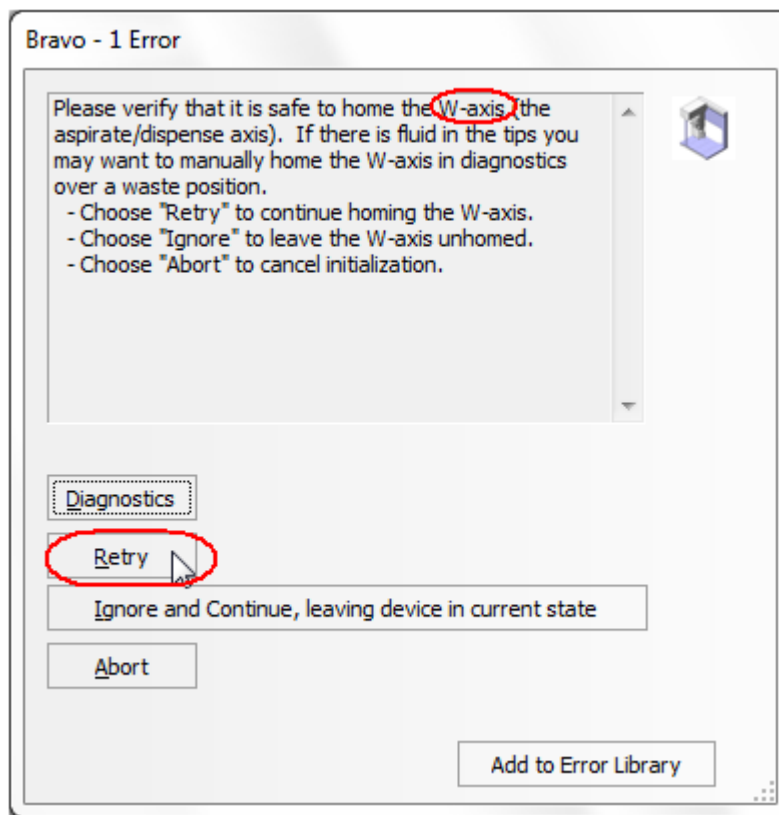 Bravo - 1 Error
Please verify that it is safe to home the W-axis (the
aspirate/dispense axis).  If there is fluid in the tips you
may want to manually home the W-axis in diagnostics
over a waste position.
- Choose "Retry" to continue homing the W-axis.
- Choose "Ignore" to leave the W-axis unhomed.
- Choose "Abort" to cancel initialization.
Diagnostics
Retry
Ignore and Continue, leaving device in current state
Abort
Add to Error Library